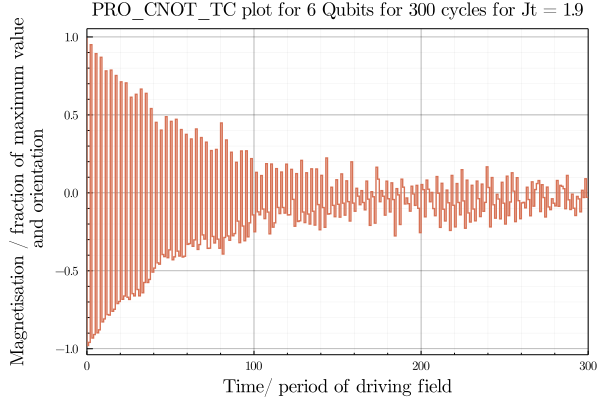 PRO_CNOT_TC plot for 6 Qubits for 300 cycles for Jt = 1.9
Magnetisation / fraction of maximum value
and orientation
1.0
0.5
0.0
−0.5
−1.0
0
100
200
300
Time/ period of driving field